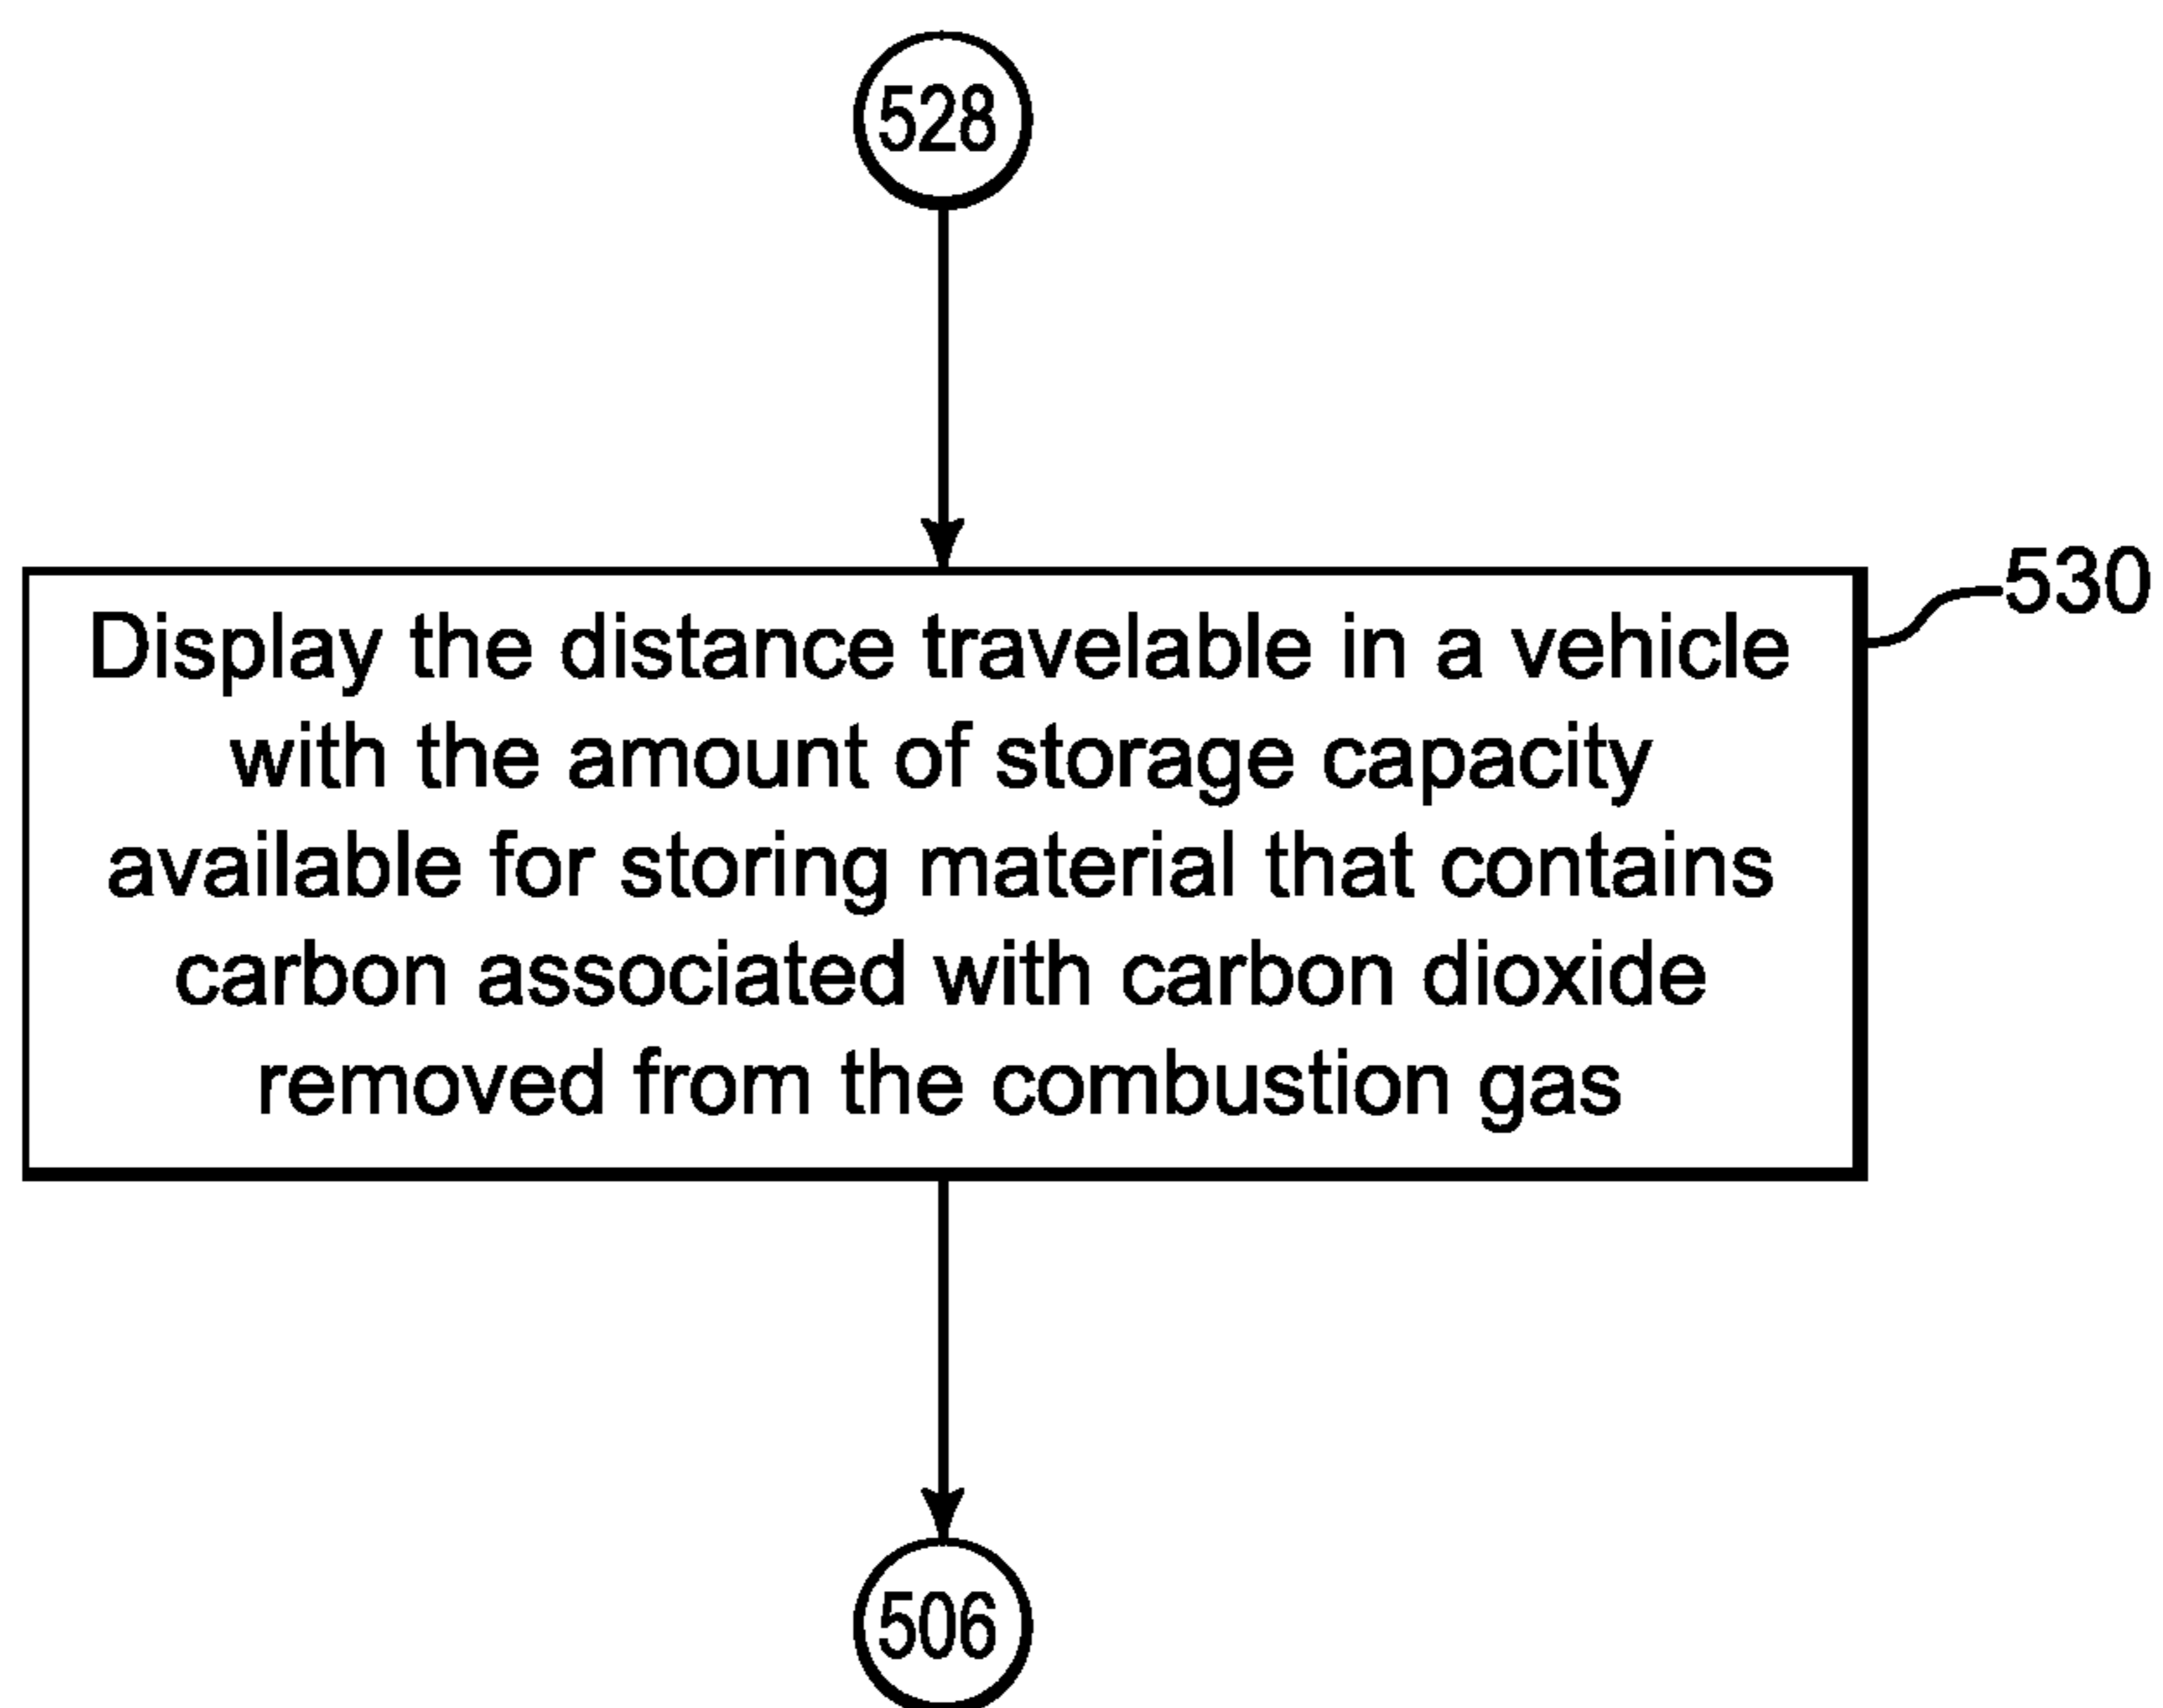 528
530
Display the distance travelable in a vehicle
with the amount of storage capacity
available for storing material that contains
carbon associated with carbon dioxide
removed from the combustion gas
506